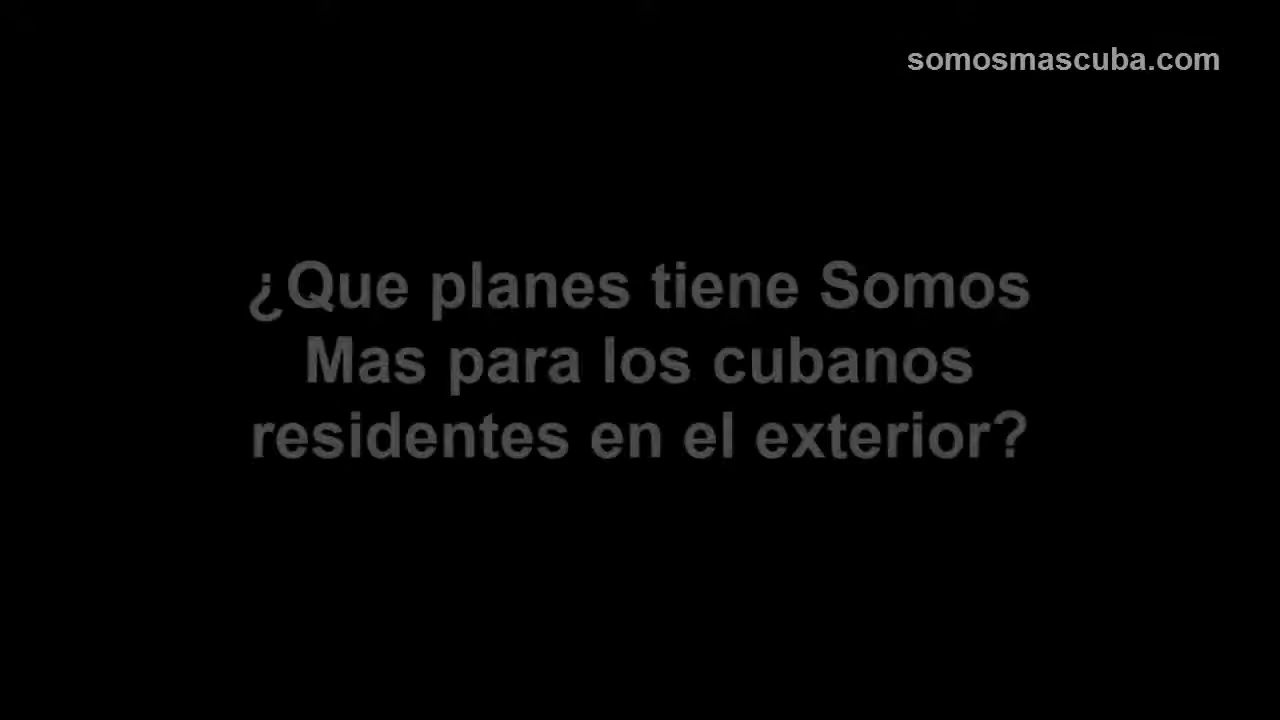 somosmascuba.com
¿Que planes tiene Somos
Mas para los cubanos
residentes en el exterior?